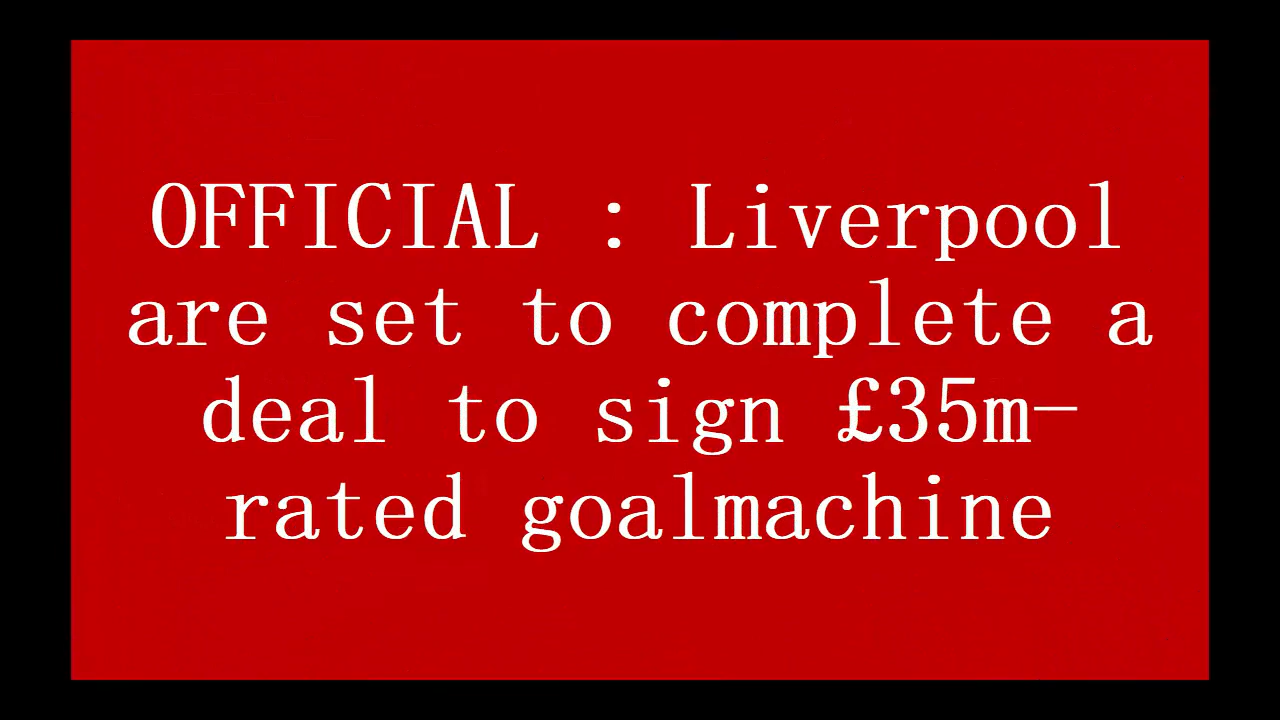 OFFICIAL : Liverpool
are set to complete a
deal to sign £35m-
rated goalmachine